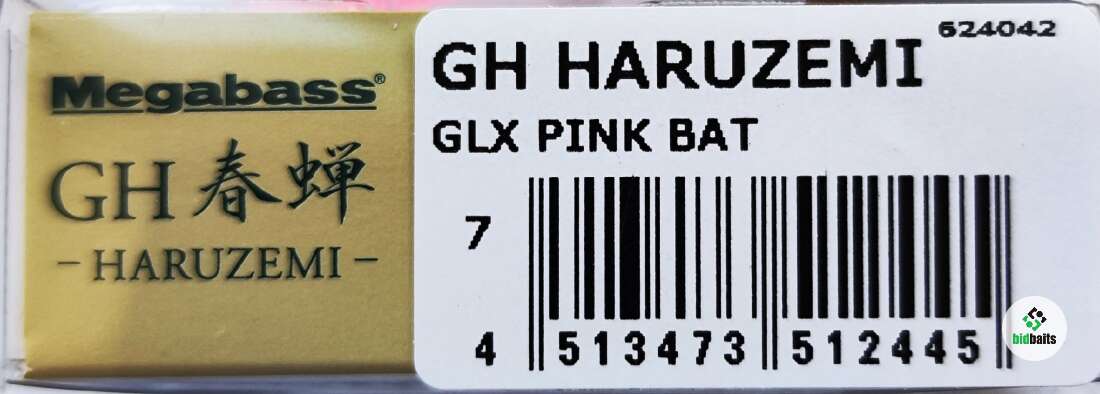 Megabass®
GH 春蝉
- HARUZEMI -
624042
GH HARUZEMI
GLX PINK BAT
7
4 513473 512445
bidbaits